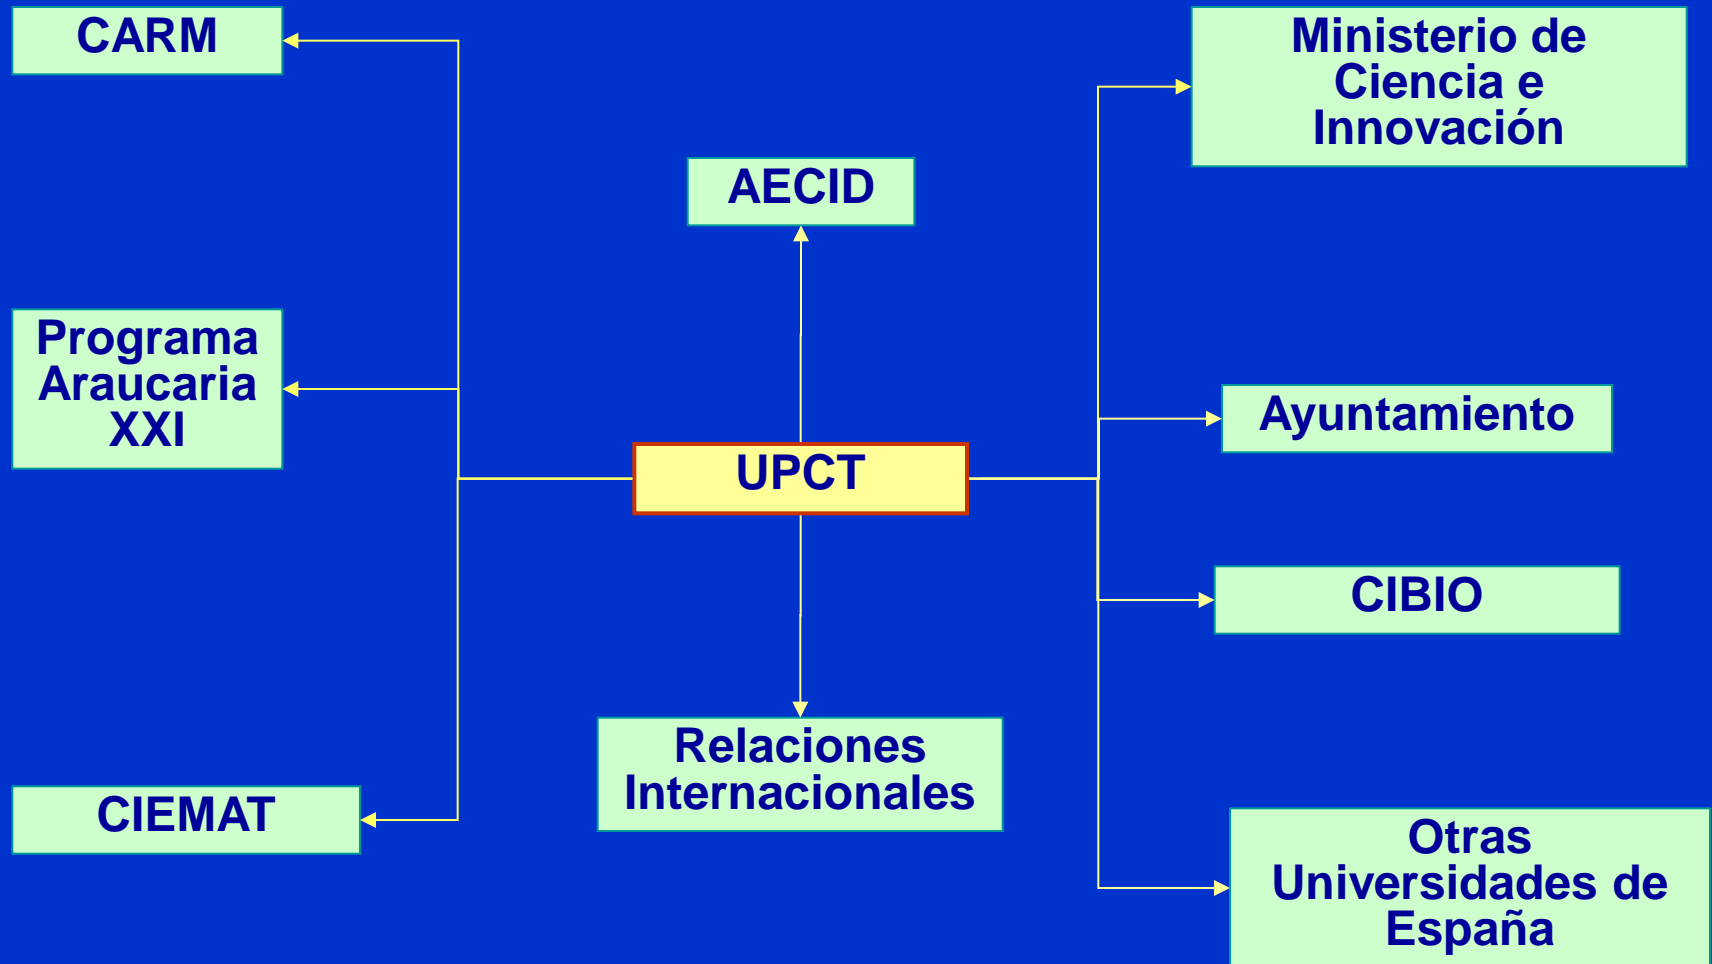 CARM
Ministerio de
Ciencia e
Innovación
AECID
Programa
Araucaria
XXI
Ayuntamiento
UPCT
CIBIO
Relaciones
Internacionales
CIEMAT
Otras
Universidades de
España